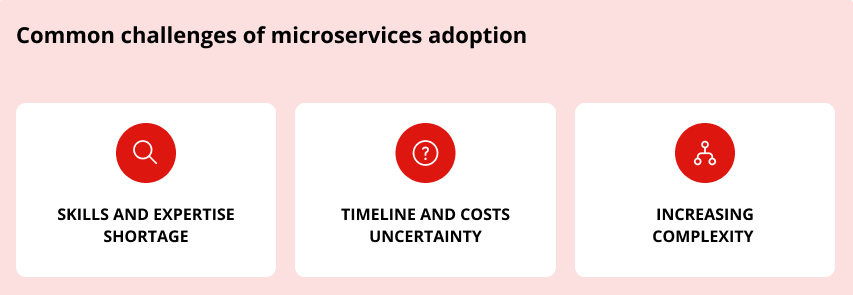 Common challenges of microservices adoption
SKILLS AND EXPERTISE
SHORTAGE
TIMELINE AND COSTS
UNCERTAINTY
INCREASING
COMPLEXITY